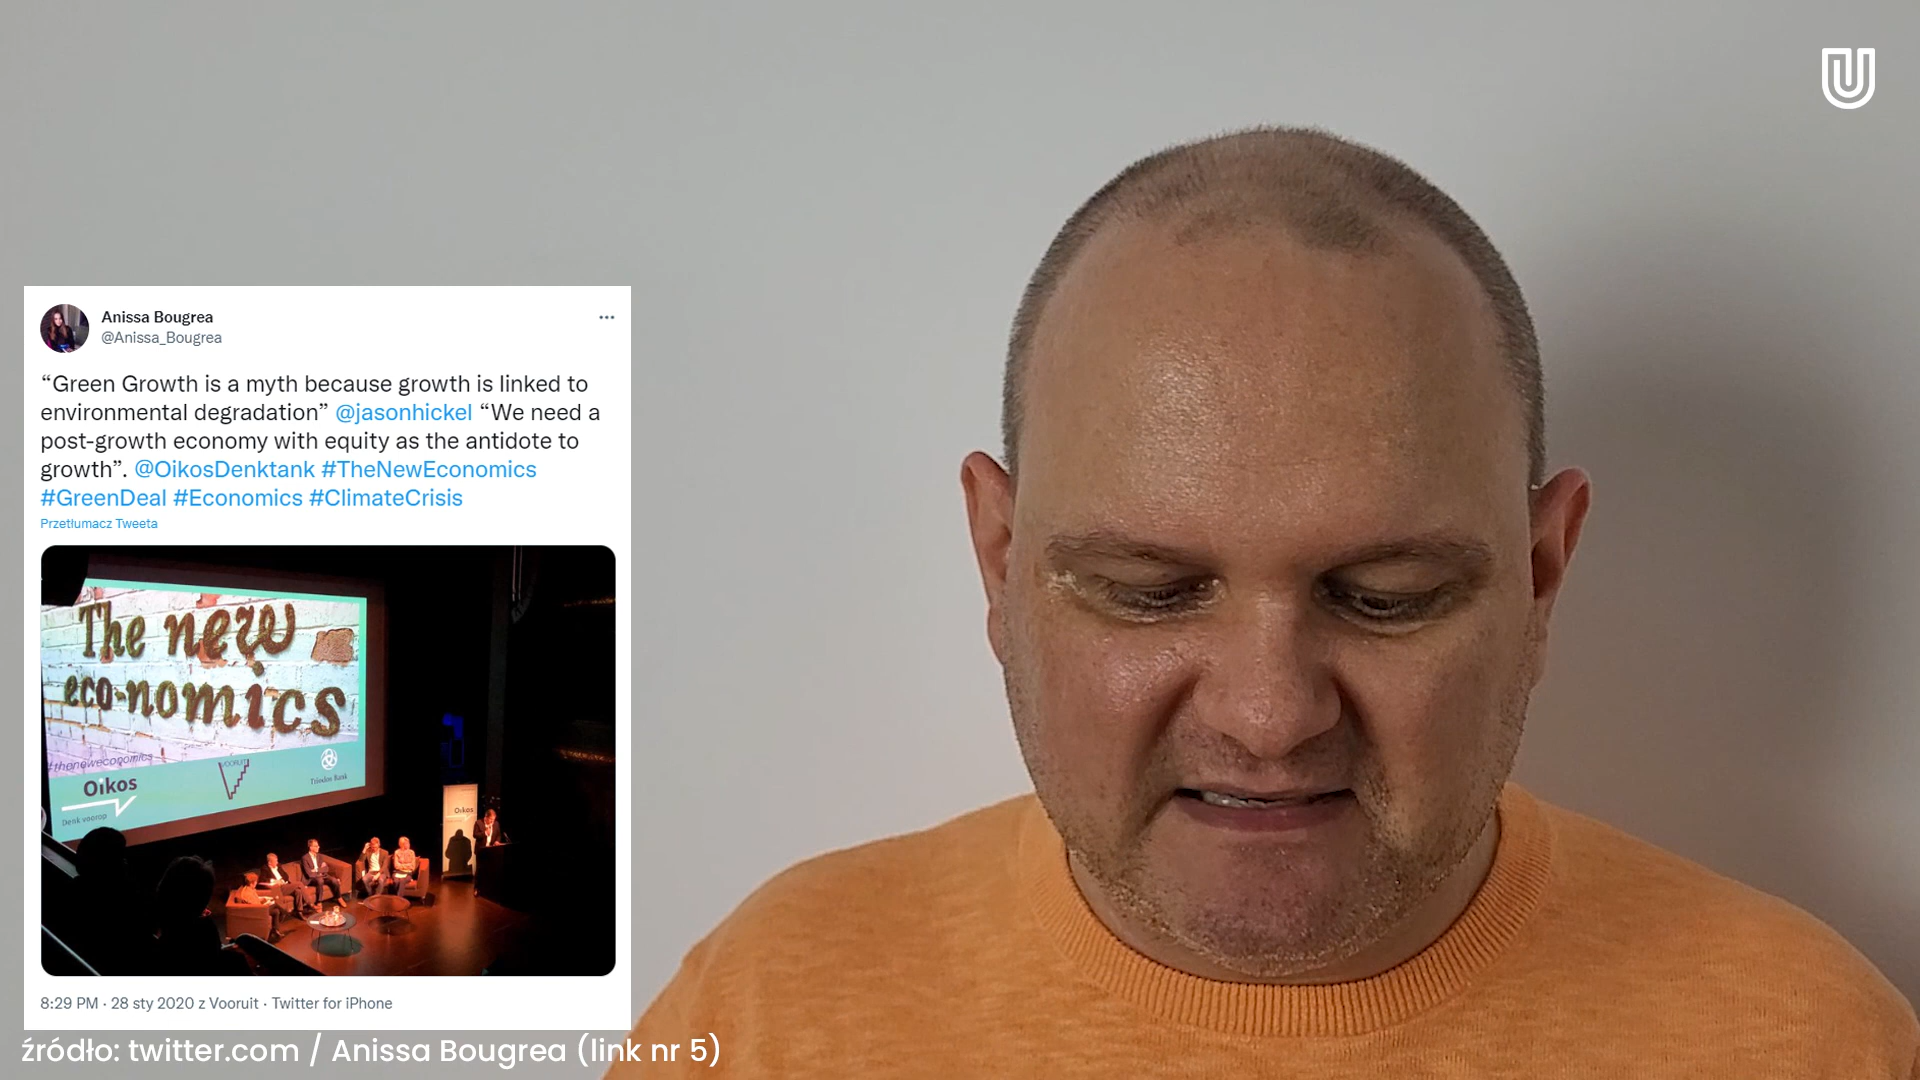 Anissa Bougrea
@Anissa_Bougrea
“Green Growth is a myth because growth is linked to
environmental degradation” @jasonhickel “We need a
post-growth economy with equity as the antidote to
growth”. @OikosDenktank #TheNewEconomics
#GreenDeal #Economics #ClimateCrisis
Przetłumacz Tweeta
The new
eco-nomics
#theneweconomics
Oikos
Denk voorop
VOORUIT
Triodos Bank
Oikos
8:29 PM · 28 sty 2020 z Vooruit · Twitter for iPhone
źródło: twitter.com / Anissa Bougrea (link nr 5)